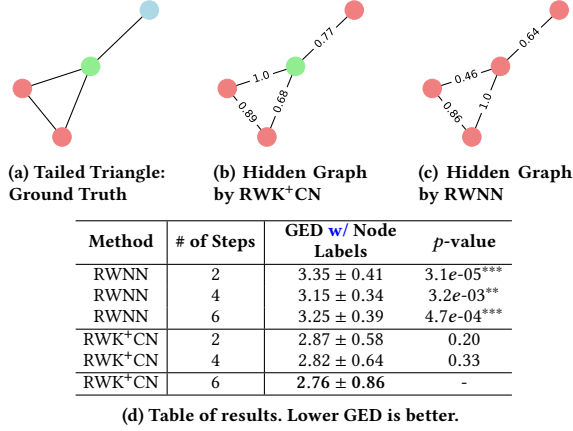 0.77
1.0
0.89
0.68
0.64
0.46
0.86
1.0
(a) Tailed Triangle:
Ground Truth
(b) Hidden Graph
by RWK⁺CN
(c) Hidden Graph
by RWNN
Method # of Steps GED w/ Node Labels p-value
RWNN 2 3.35 ± 0.41 3.1e-05***
RWNN 4 3.15 ± 0.34 3.2e-03**
RWNN 6 3.25 ± 0.39 4.7e-04***
RWK⁺CN 2 2.87 ± 0.58 0.20
RWK⁺CN 4 2.82 ± 0.64 0.33
RWK⁺CN 6 2.76 ± 0.86 -
(d) Table of results. Lower GED is better.